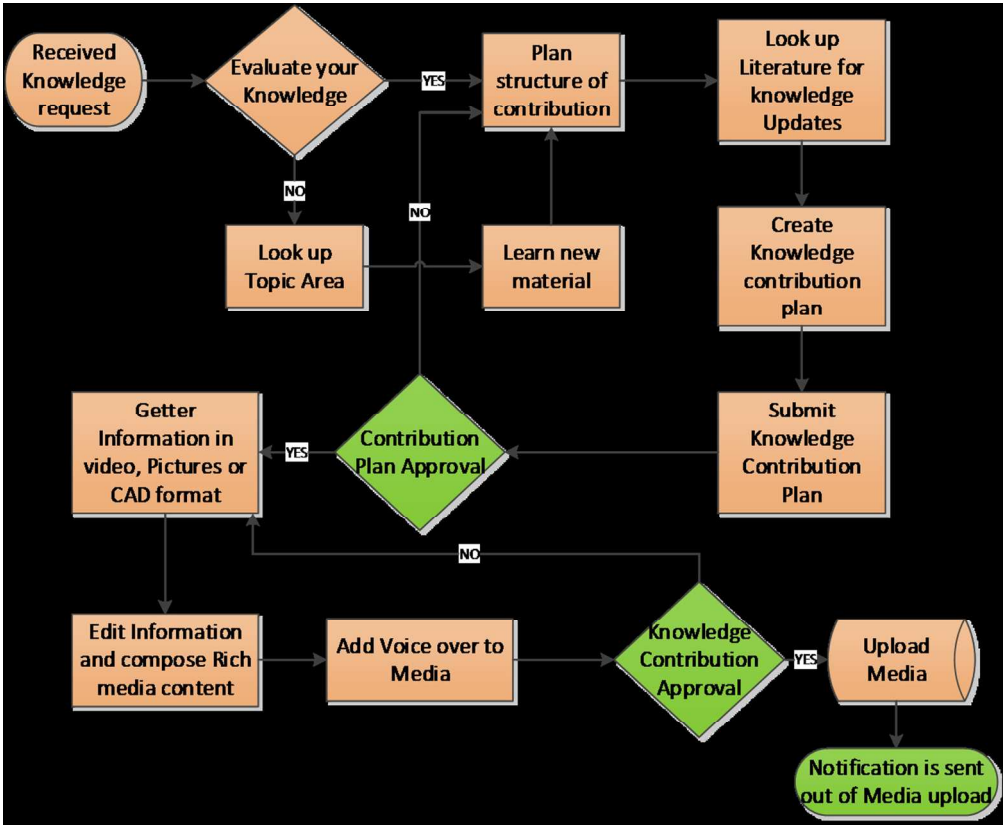 Received
Knowledge
request
Evaluate your
Knowledge
YES
Plan
structure of
contribution
Look up
Literature for
knowledge
Updates
NO
Look up
Topic Area
Learn new
material
NO
Create
Knowledge
contribution
plan
Submit
Knowledge
Contribution
Plan
Contribution
Plan Approval
YES
Getter
Information in
video, Pictures or
CAD format
NO
Edit Information
and compose Rich
media content
Add Voice over to
Media
Knowledge
Contribution
Approval
YES
Upload
Media
Notification is sent
out of Media upload